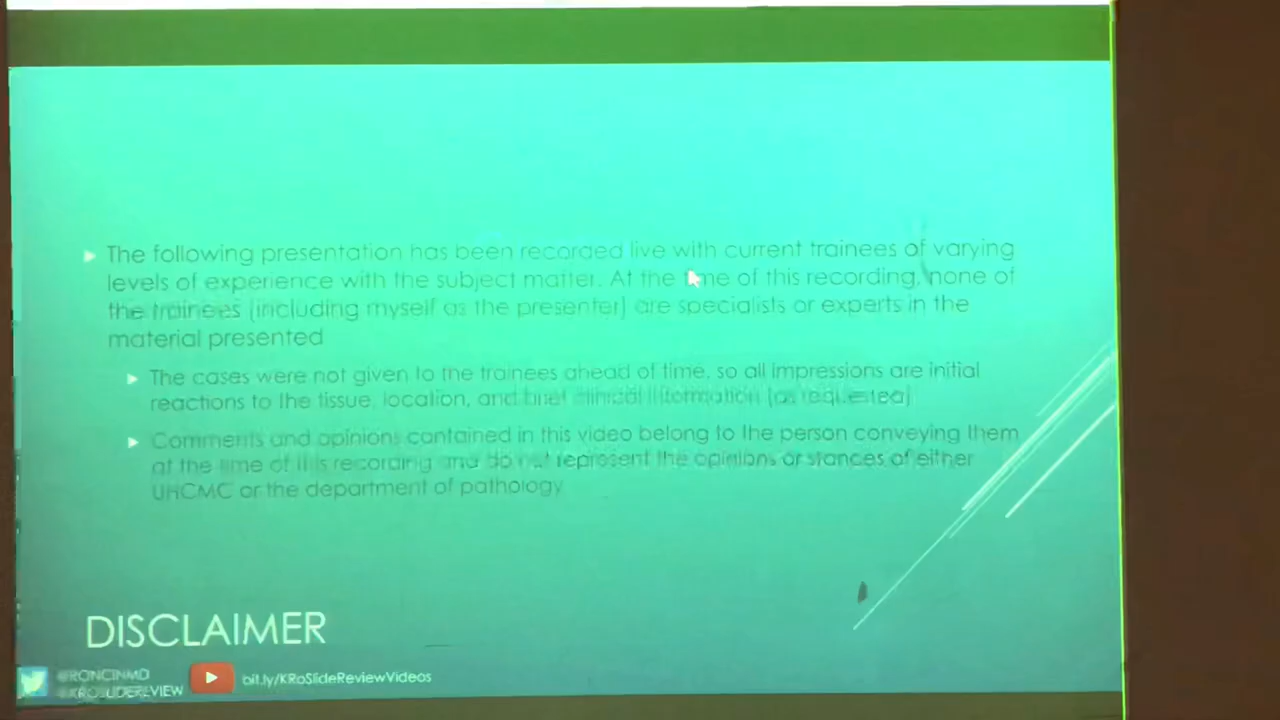 The following presentation has been recorded live with current trainees of varying
levels of experience with the subject matter. At the time of this recording, none of
the trainees (including myself as the presenter) are specialists or experts in the
material presented
The cases were not given to the trainees ahead of time, so all impressions are initial
reactions to the tissue, location, and brief clinical information (as requested)
Comments and opinions contained in this video belong to the person conveying them
at the time of this recording and do not represent the opinions or stances of either
UHCMC or the department of pathology
DISCLAIMER
@RONCINMD
@KROSLIDEREVIEW
bit.ly/KRoSlideReviewVideos